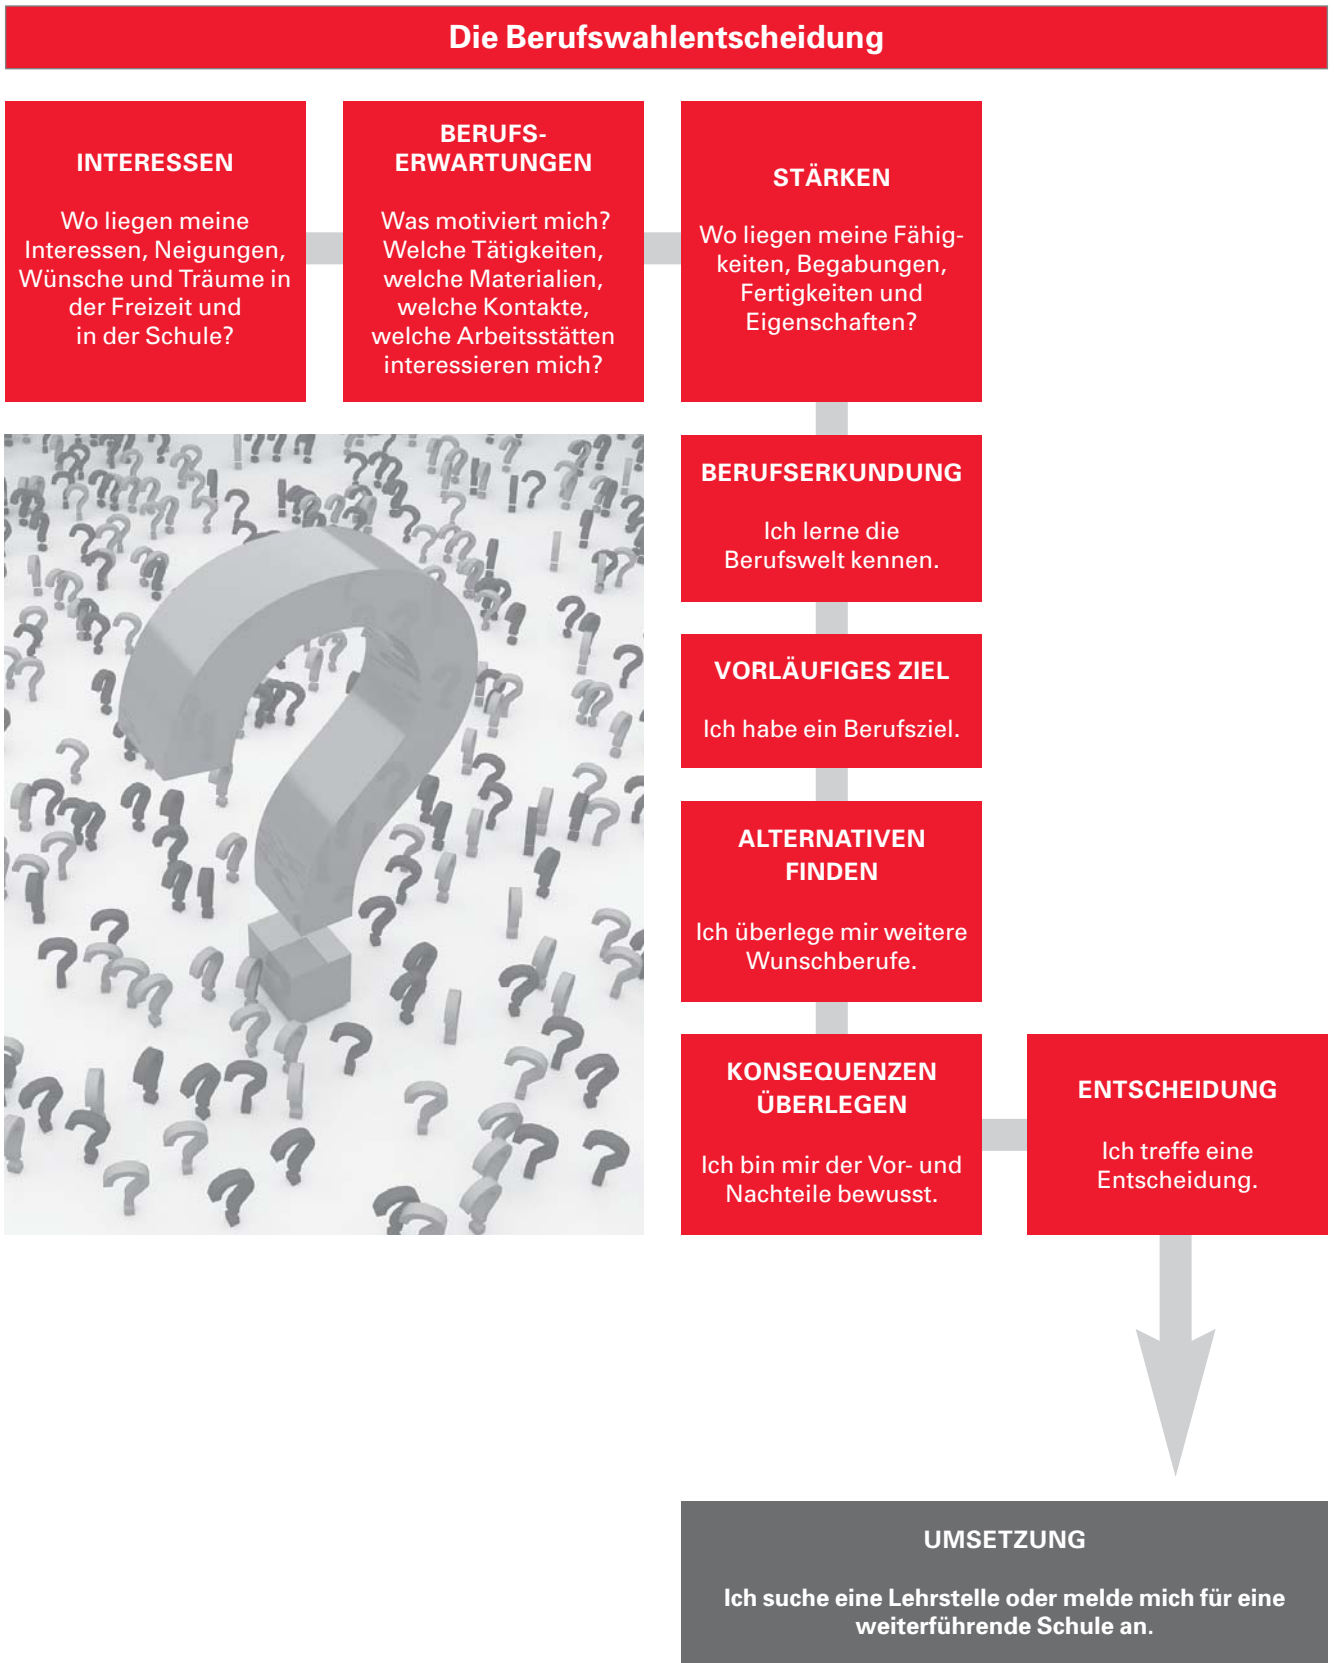 Die Berufswahlentscheidung
INTERESSEN
Wo liegen meine
Interessen, Neigungen,
Wünsche und Träume in
der Freizeit und
in der Schule?
BERUFS-
ERWARTUNGEN
Was motiviert mich?
Welche Tätigkeiten,
welche Materialien,
welche Kontakte,
welche Arbeitsstätten
interessieren mich?
STÄRKEN
Wo liegen meine Fähig-
keiten, Begabungen,
Fertigkeiten und
Eigenschaften?
BERUFSERKUNDUNG
Ich lerne die
Berufswelt kennen.
VORLÄUFIGES ZIEL
Ich habe ein Berufsziel.
ALTERNATIVEN
FINDEN
Ich überlege mir weitere
Wunschberufe.
KONSEQUENZEN
ÜBERLEGEN
Ich bin mir der Vor- und
Nachteile bewusst.
ENTSCHEIDUNG
Ich treffe eine
Entscheidung.
UMSETZUNG
Ich suche eine Lehrstelle oder melde mich für eine
weiterführende Schule an.